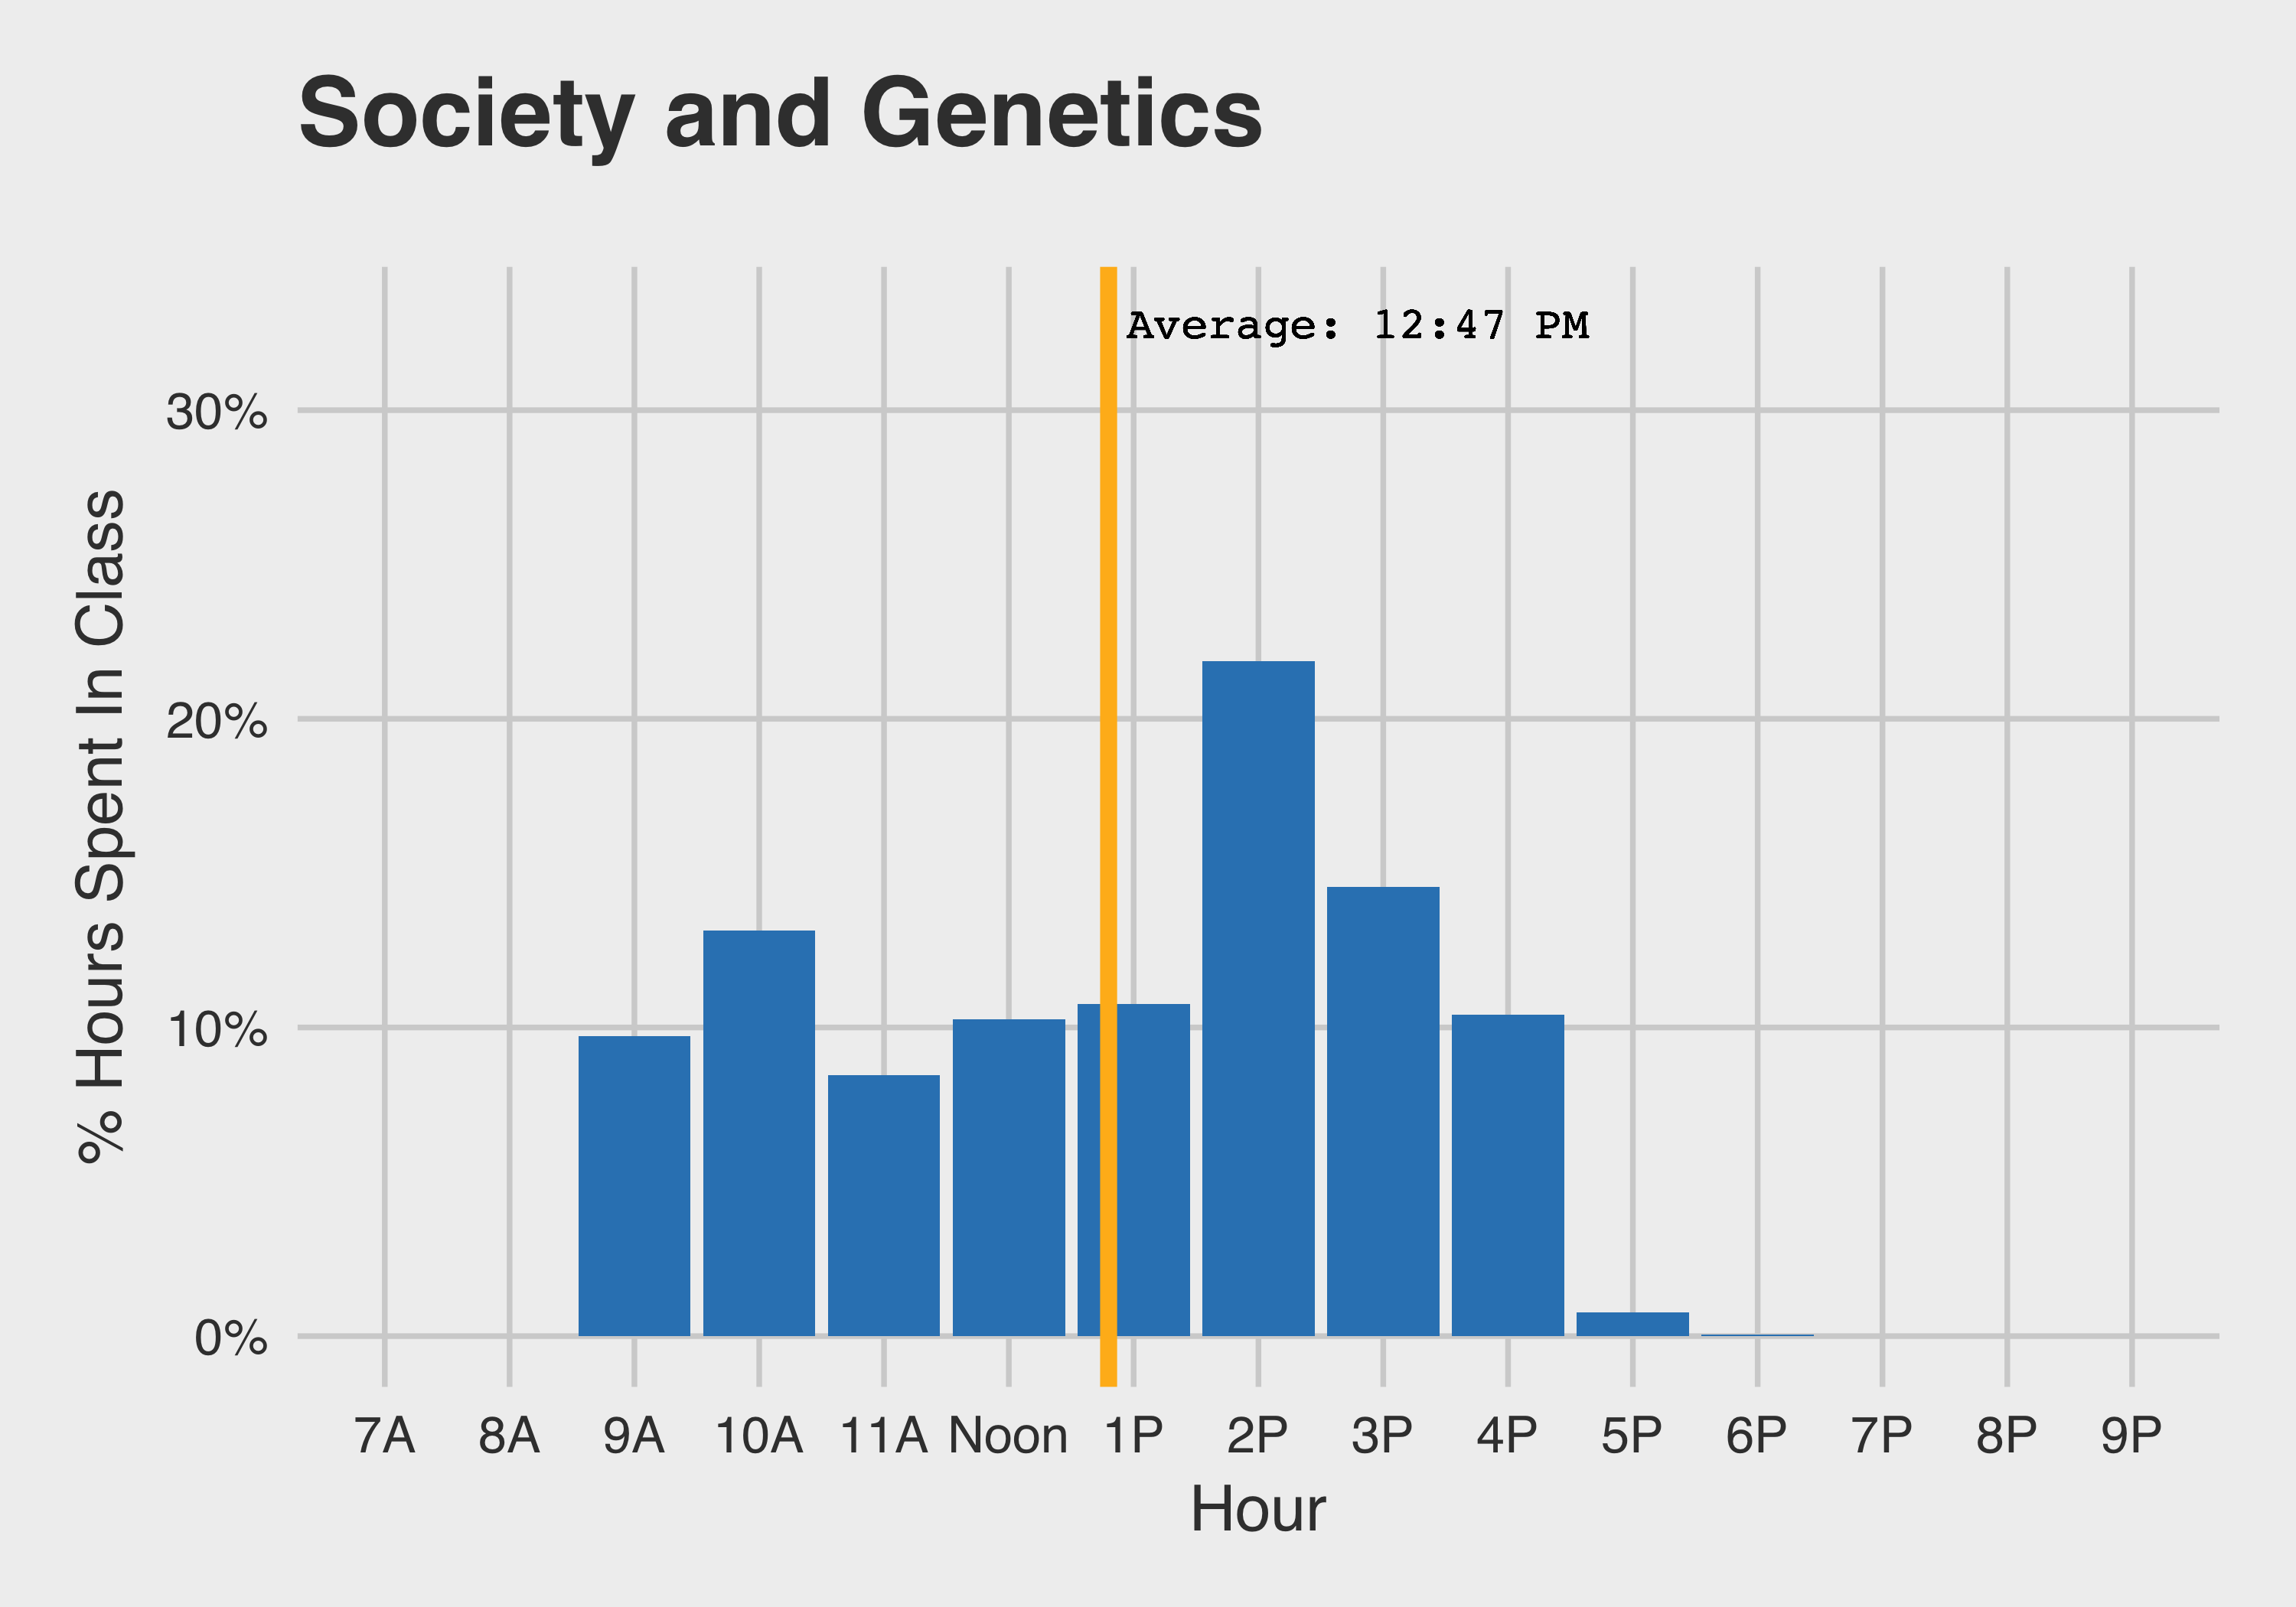 Society and Genetics
Average: 12:47 PM
30%
20%
10%
0%
% Hours Spent In Class
7A 8A 9A 10A 11A Noon 1P 2P 3P 4P 5P 6P 7P 8P 9P
Hour